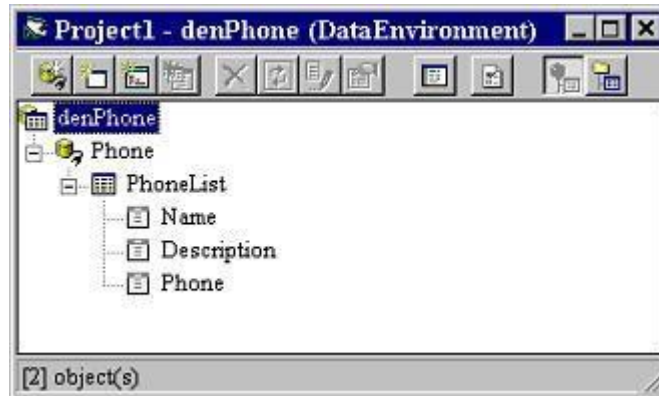 Project1 - denPhone (DataEnvironment)
denPhone
Phone
PhoneList
Name
Description
Phone
[2] object(s)